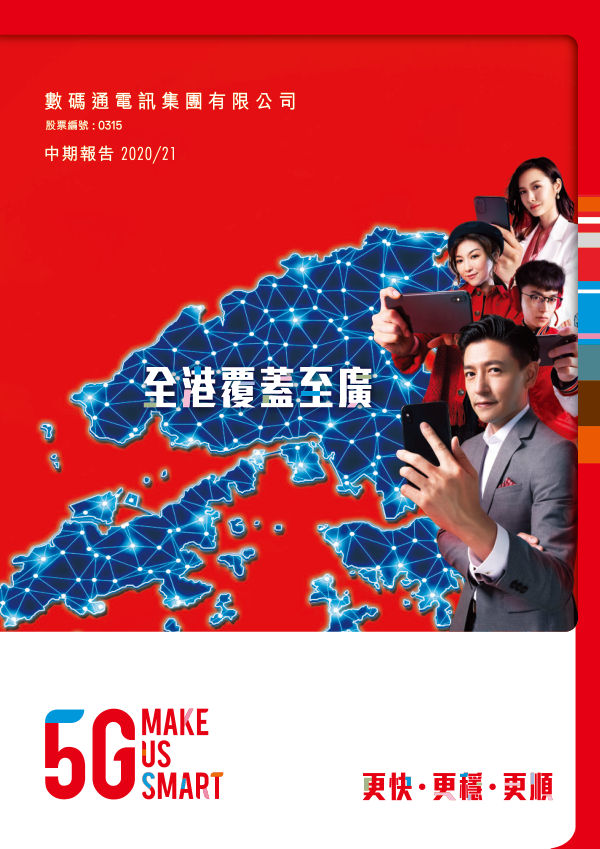 數碼通電訊集團有限公司
股票編號 : 0315
中期報告 2020/21
全港覆蓋至廣
5G MAKE
US
SMART
更快・更穩・更順